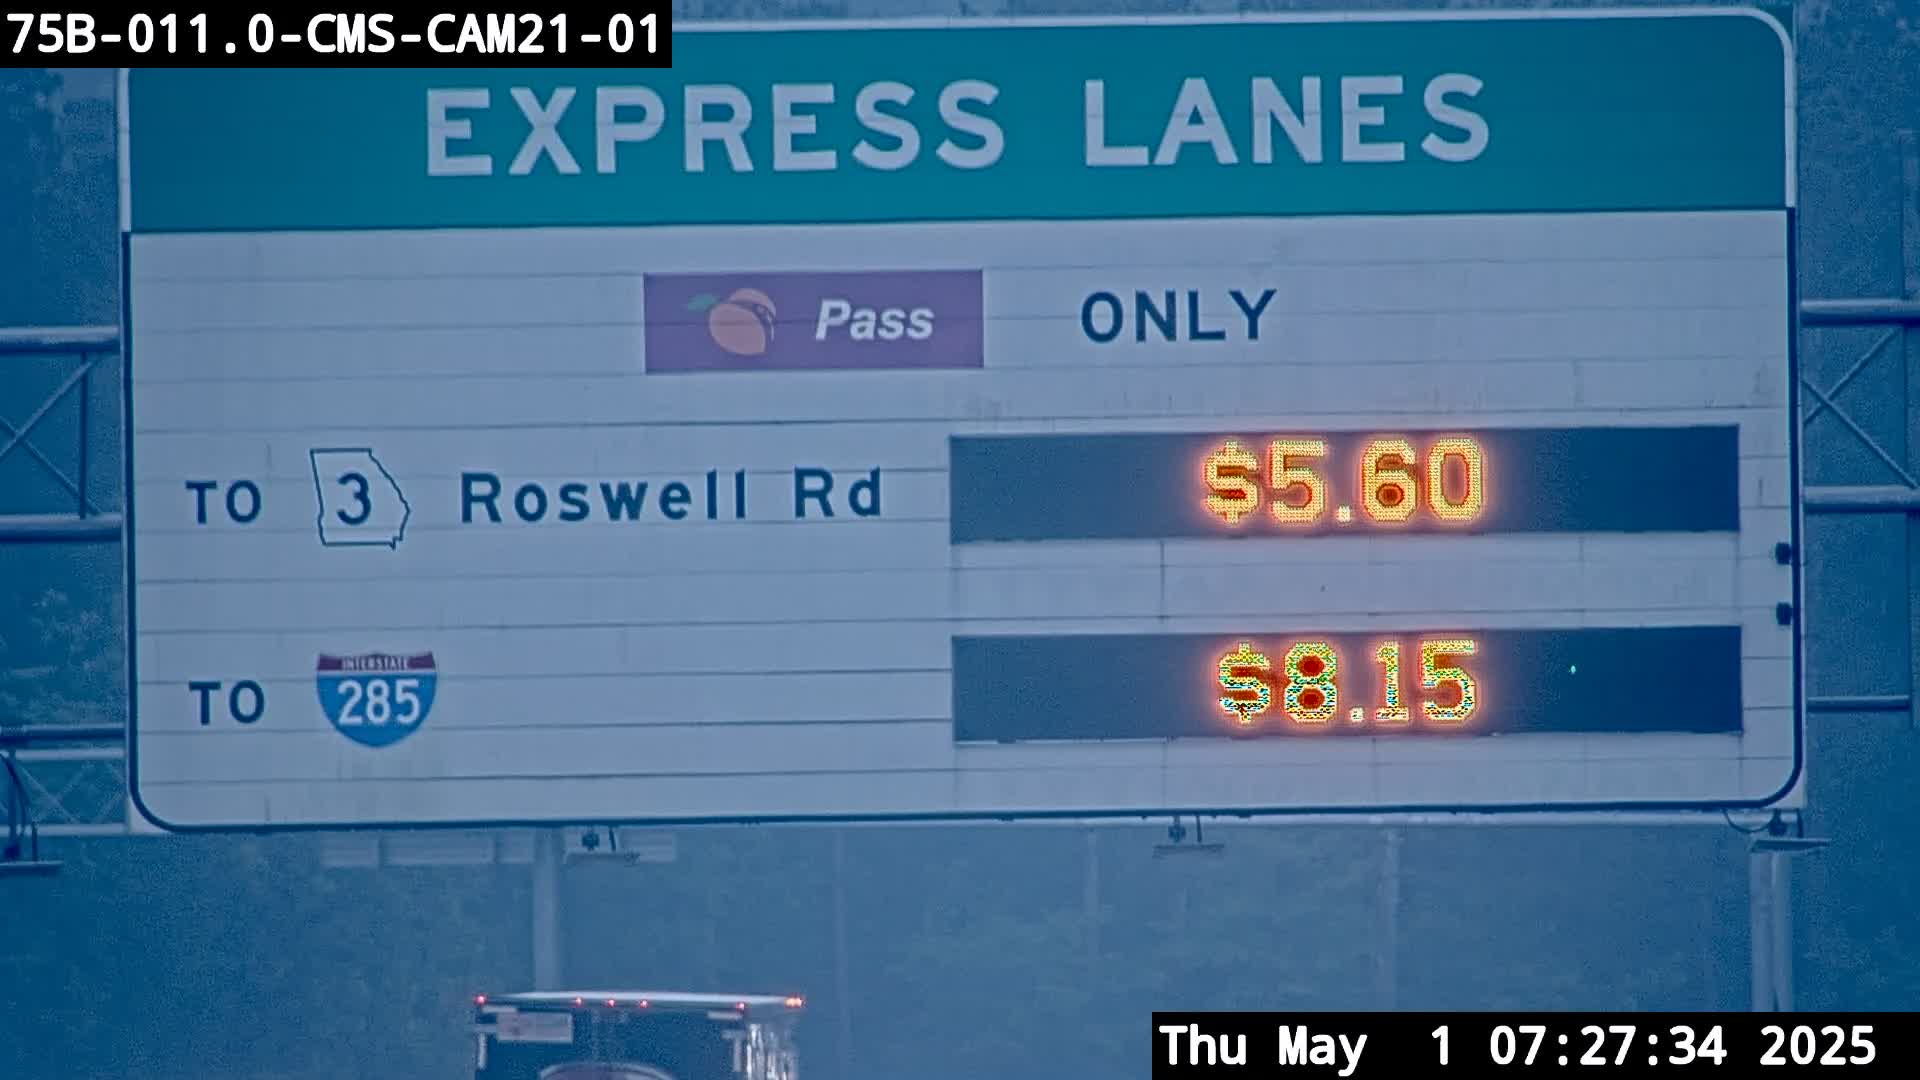 75B-011.0-CMS-CAM21-01
EXPRESS LANES
Pass ONLY
TO 3 Roswell Rd $5.60
TO INTERSTATE 285 $8.15
Thu May 1 07:27:34 2025